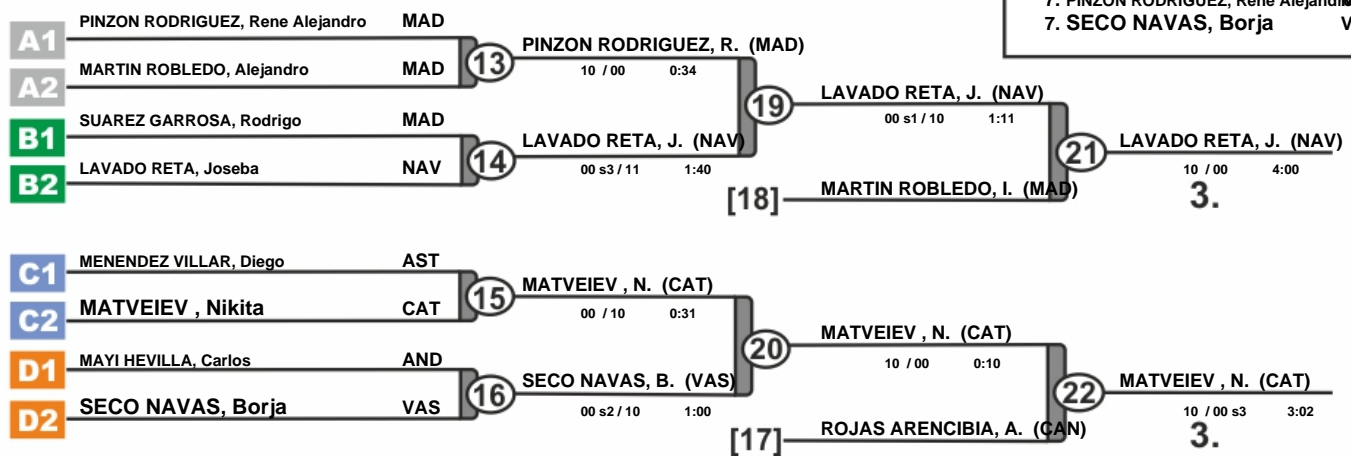 7. PINZON RODRIGUEZ, Rene Alejandro
7. SECO NAVAS, Borja V
A1 PINZON RODRIGUEZ, Rene Alejandro MAD
A2 MARTIN ROBLEDO, Alejandro MAD
13 PINZON RODRIGUEZ, R. (MAD)
10 / 00 0:34
B1 SUAREZ GARROSA, Rodrigo MAD
B2 LAVADO RETA, Joseba NAV
14 LAVADO RETA, J. (NAV)
00 s3 / 11 1:40
19 LAVADO RETA, J. (NAV)
00 s1 / 10 1:11
[18] MARTIN ROBLEDO, I. (MAD)
21 LAVADO RETA, J. (NAV)
10 / 00 4:00
3.
C1 MENENDEZ VILLAR, Diego AST
C2 MATVEIEV , Nikita CAT
15 MATVEIEV , N. (CAT)
00 / 10 0:31
D1 MAYI HEVILLA, Carlos AND
D2 SECO NAVAS, Borja VAS
16 SECO NAVAS, B. (VAS)
00 s2 / 10 1:00
20 MATVEIEV , N. (CAT)
10 / 00 0:10
[17] ROJAS ARENCIBIA, A. (CAN)
22 MATVEIEV , N. (CAT)
10 / 00 s3 3:02
3.